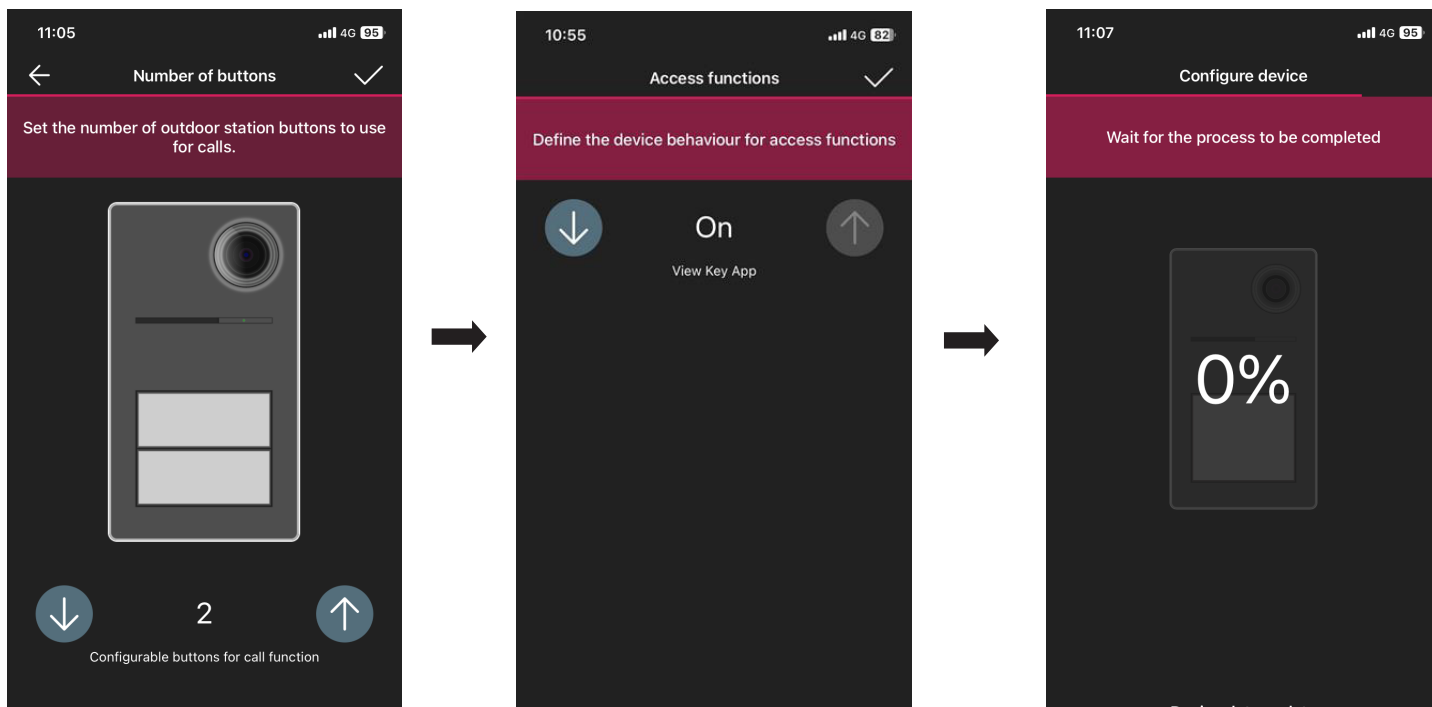 11:05
4G 95
Number of buttons
Set the number of outdoor station buttons to use
for calls.
2
Configurable buttons for call function
10:55
4G 82
Access functions
Define the device behaviour for access functions
On
View Key App
11:07
4G 95
Configure device
Wait for the process to be completed
0%